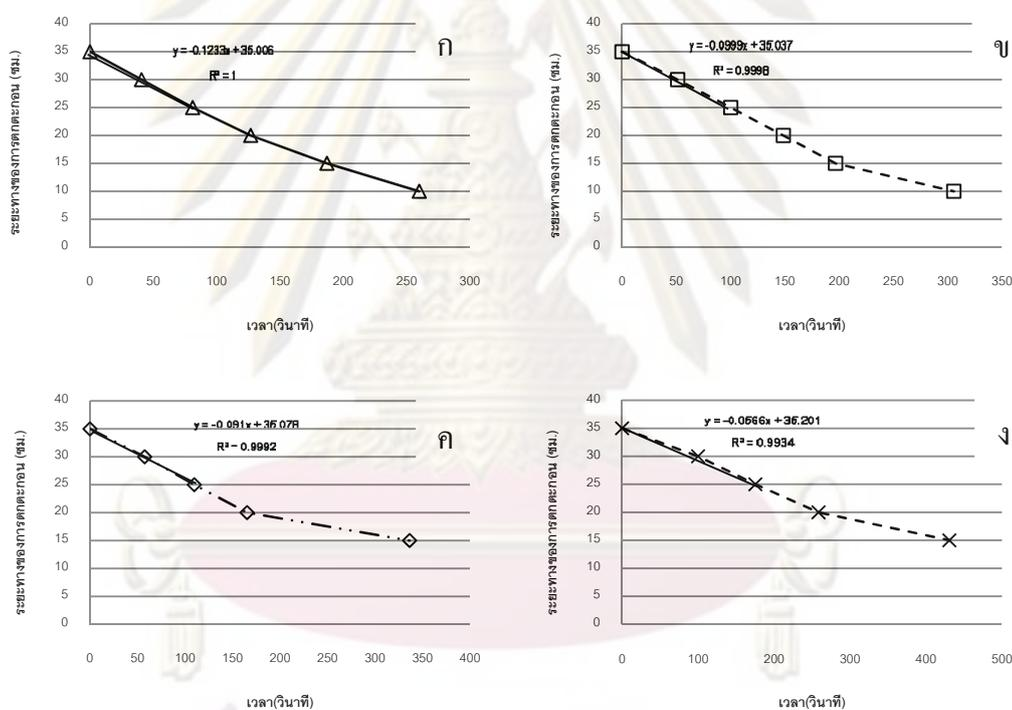 40
35
30
25
20
15
10
5
0
y = -0.1233x + 35.006
R² = 1
ก
ระยะทางของการตกตะกอน (ซม.)
0 50 100 150 200 250 300
เวลา(วินาที)
40
35
30
25
20
15
10
5
0
y = -0.0999x + 35.037
R² = 0.9998
ข
ระยะทางของการตกตะกอน (ซม.)
0 50 100 150 200 250 300 350
เวลา(วินาที)
40
35
30
25
20
15
10
5
0
y = -0.091x + 35.078
R² = 0.9992
ค
ระยะทางของการตกตะกอน (ซม.)
0 50 100 150 200 250 300 350 400
เวลา(วินาที)
40
35
30
25
20
15
10
5
0
y = -0.0566x + 35.201
R² = 0.9934
ง
ระยะทางของการตกตะกอน (ซม.)
0 100 200 300 400 500
เวลา(วินาที)